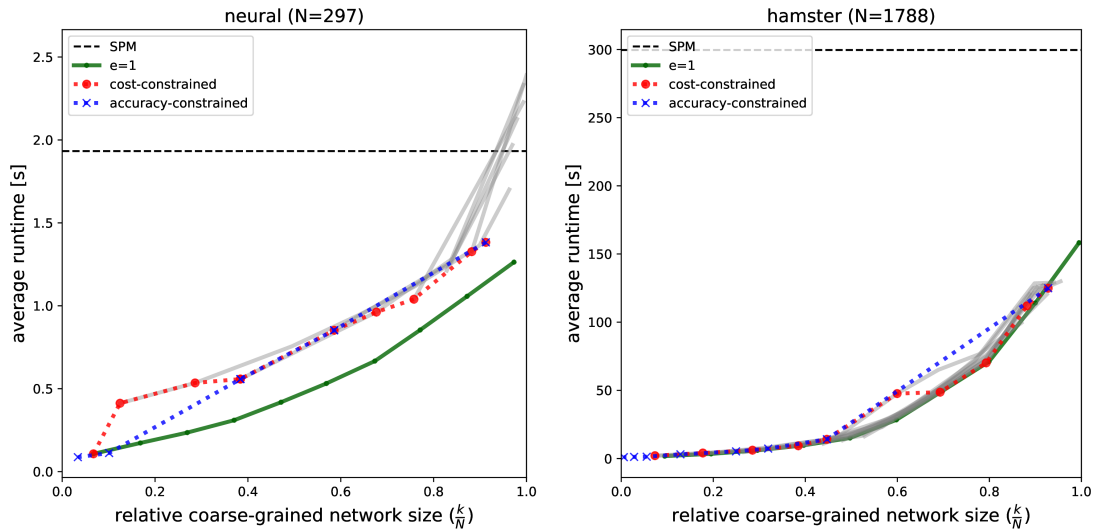 neural (N=297)
average runtime [s]
2.5
2.0
1.5
1.0
0.5
0.0
SPM
e=1
cost-constrained
accuracy-constrained
0.0 0.2 0.4 0.6 0.8 1.0
relative coarse-grained network size (k/N)
hamster (N=1788)
average runtime [s]
300
250
200
150
100
50
0
SPM
e=1
cost-constrained
accuracy-constrained
0.0 0.2 0.4 0.6 0.8 1.0
relative coarse-grained network size (k/N)